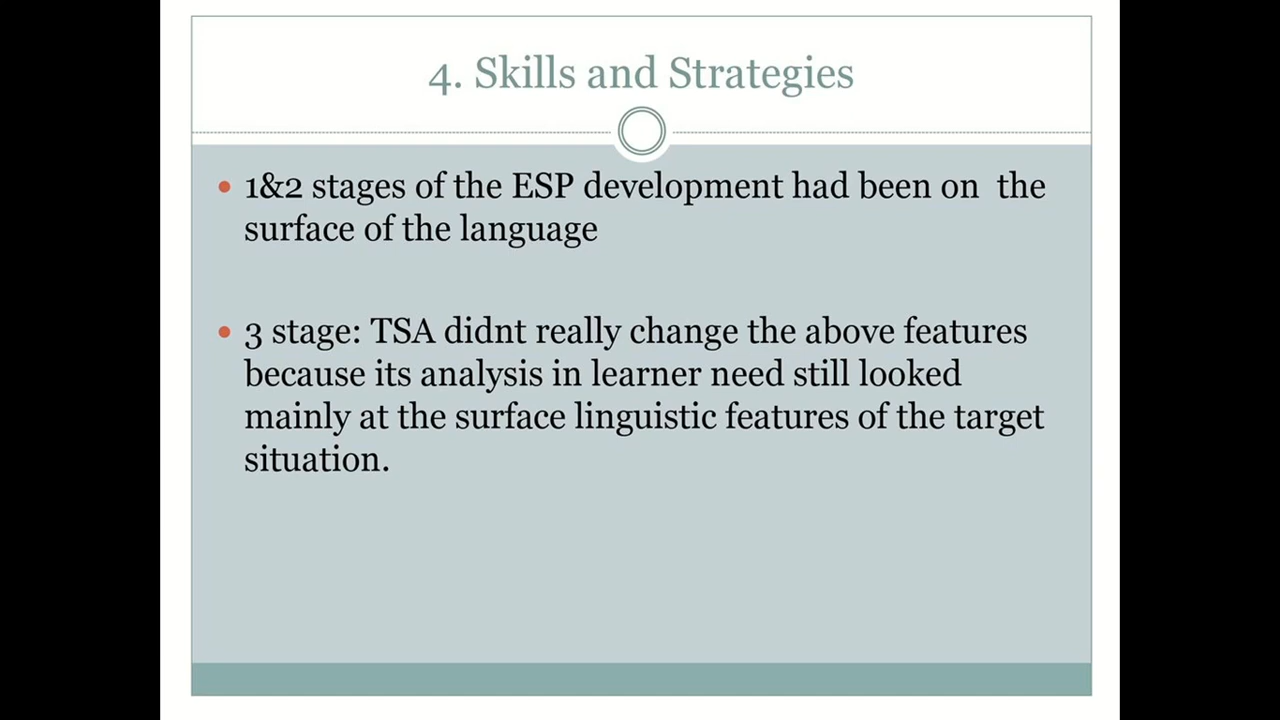 4. Skills and Strategies
• 1&2 stages of the ESP development had been on  the
surface of the language
• 3 stage: TSA didnt really change the above features
because its analysis in learner need still looked
mainly at the surface linguistic features of the target
situation.